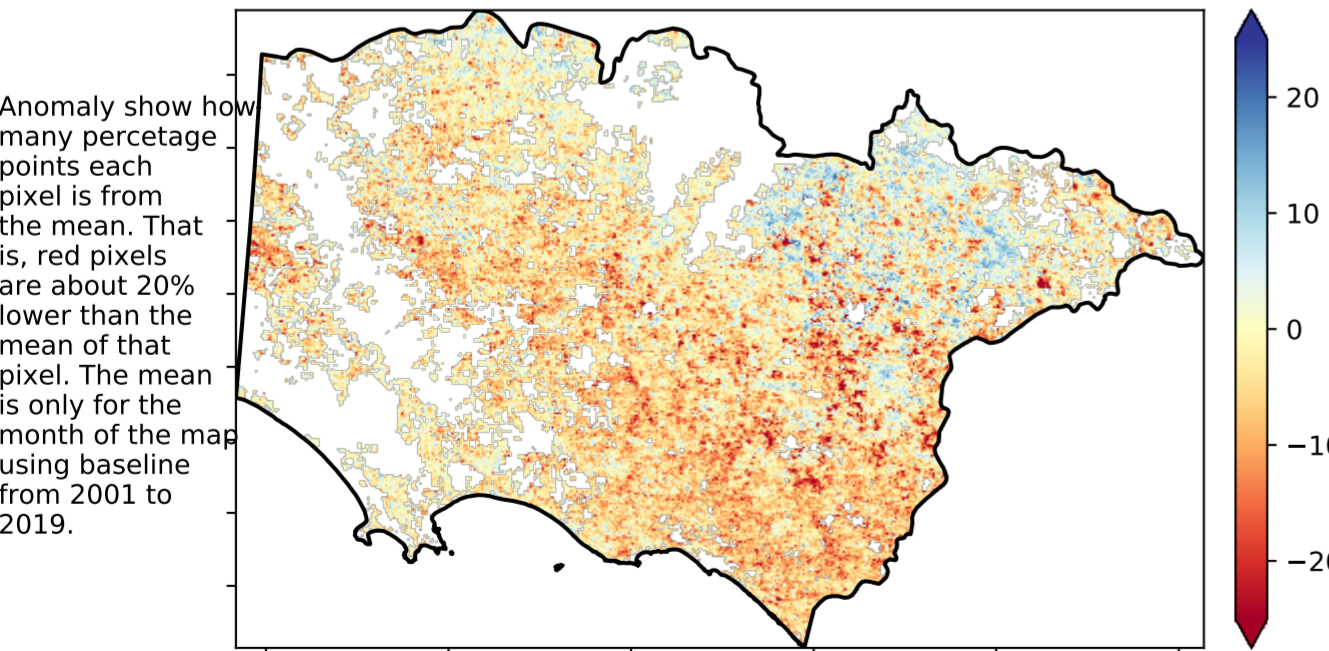 Anomaly show how
many percetage
points each
pixel is from
the mean. That
is, red pixels
are about 20%
lower than the
mean of that
pixel. The mean
is only for the
month of the map
using baseline
from 2001 to
2019.
20
10
0
−10
−20